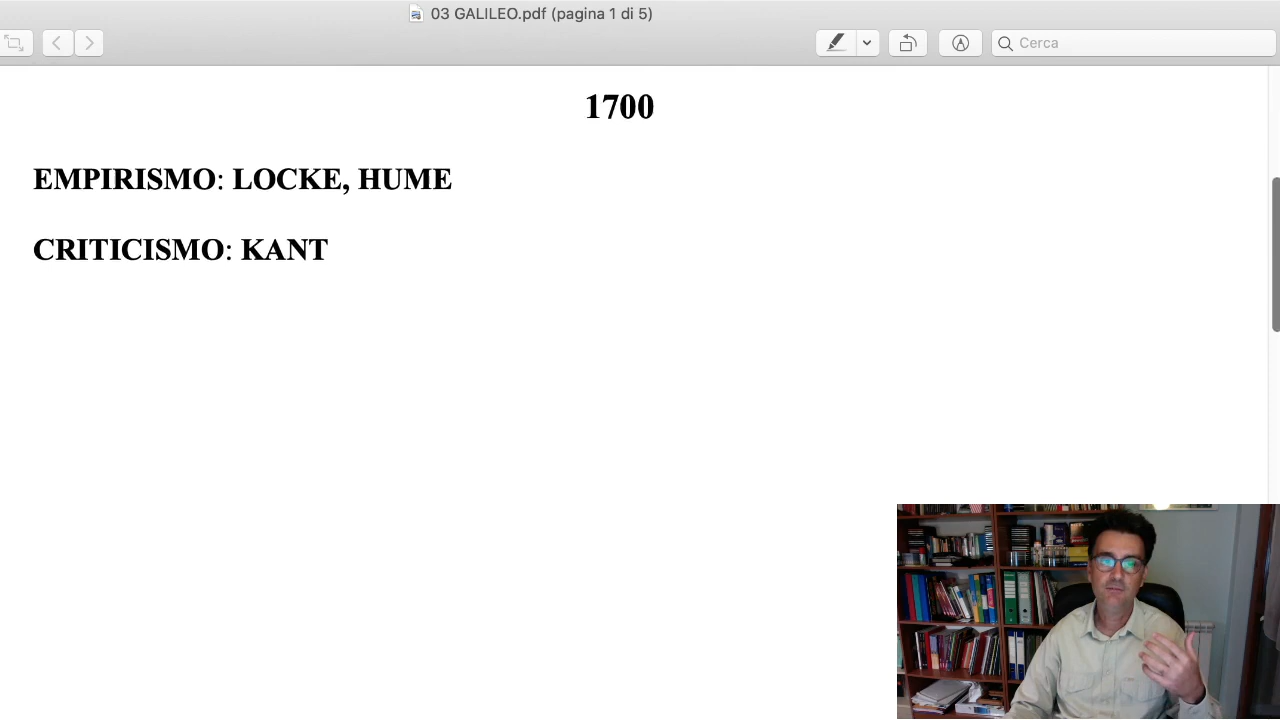 03 GALILEO.pdf (pagina 1 di 5)
Cerca
1700
EMPIRISMO: LOCKE, HUME
CRITICISMO: KANT